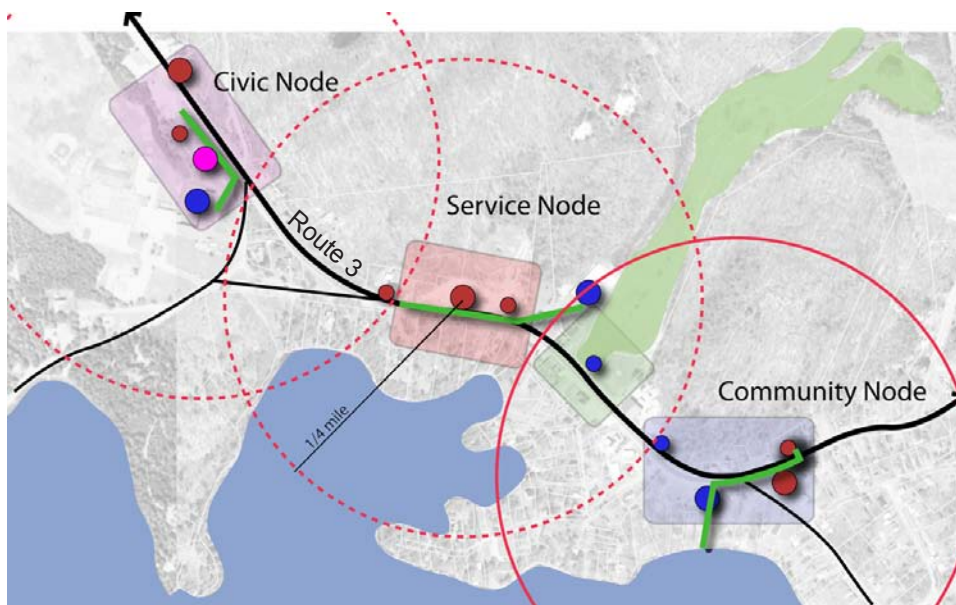 Civic Node
Service Node
Route 3
1/4 mile
Community Node